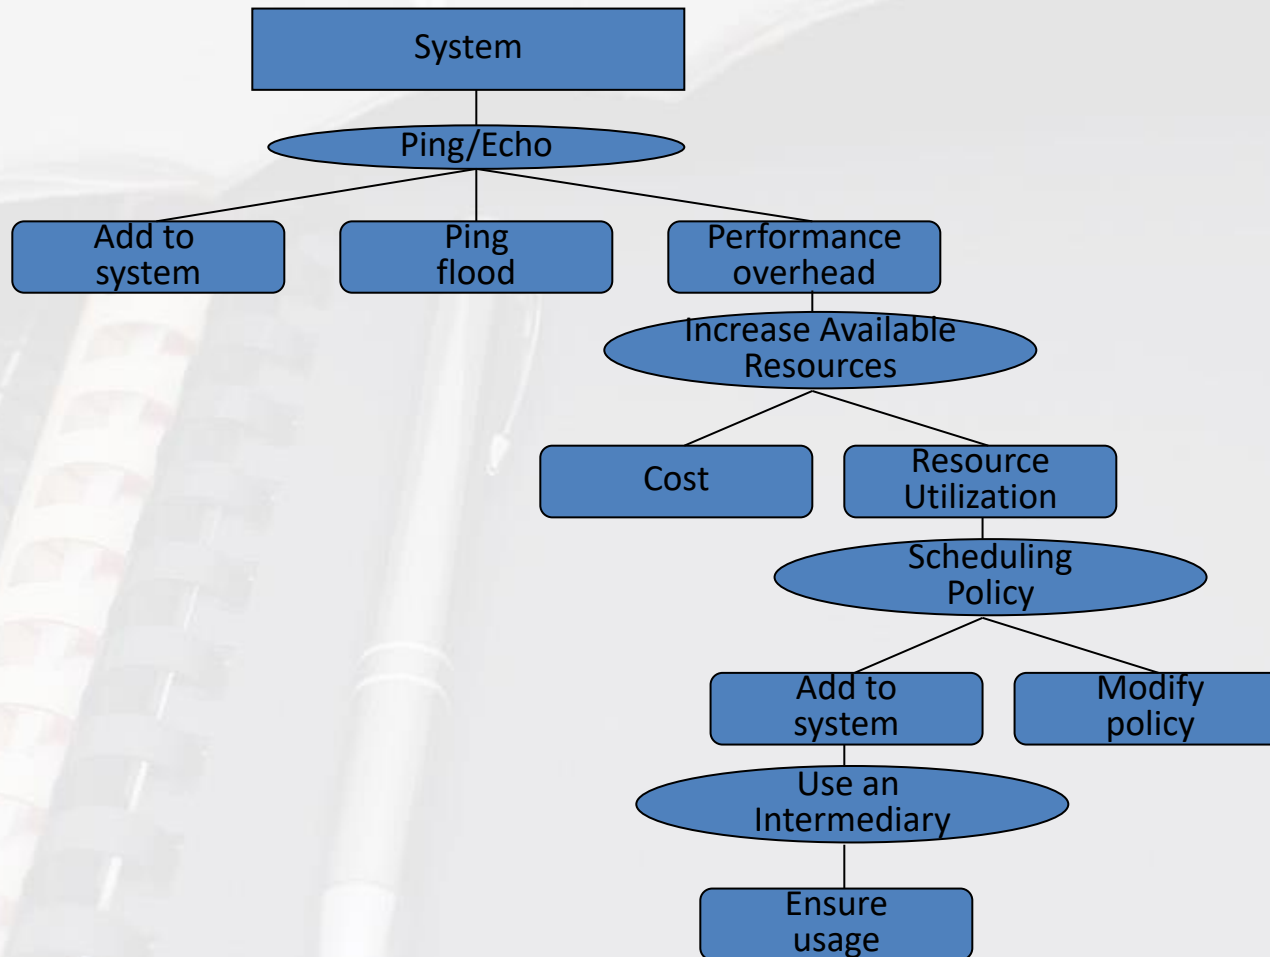 System
Ping/Echo
Add to
system
Ping
flood
Performance
overhead
Increase Available
Resources
Cost
Resource
Utilization
Scheduling
Policy
Add to
system
Modify
policy
Use an
Intermediary
Ensure
usage